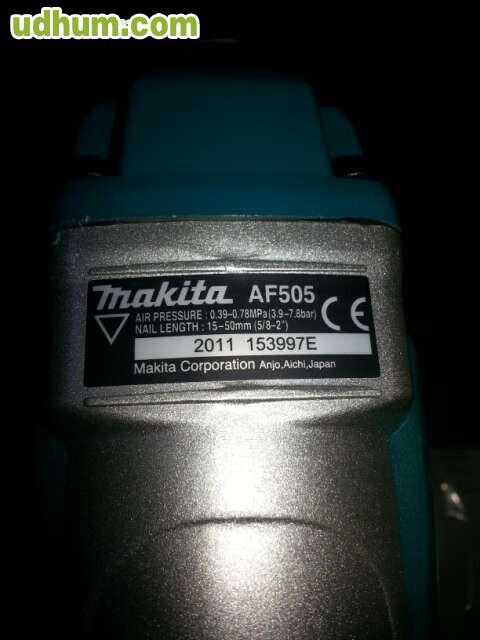 udhum.com
makita AF505
AIR PRESSURE : 0.39-0.78MPa (3.9-7.8bar)
NAIL LENGTH : 15-50mm (5/8-2")
CE
2011 153997E
Makita Corporation Anjo,Aichi,Japan